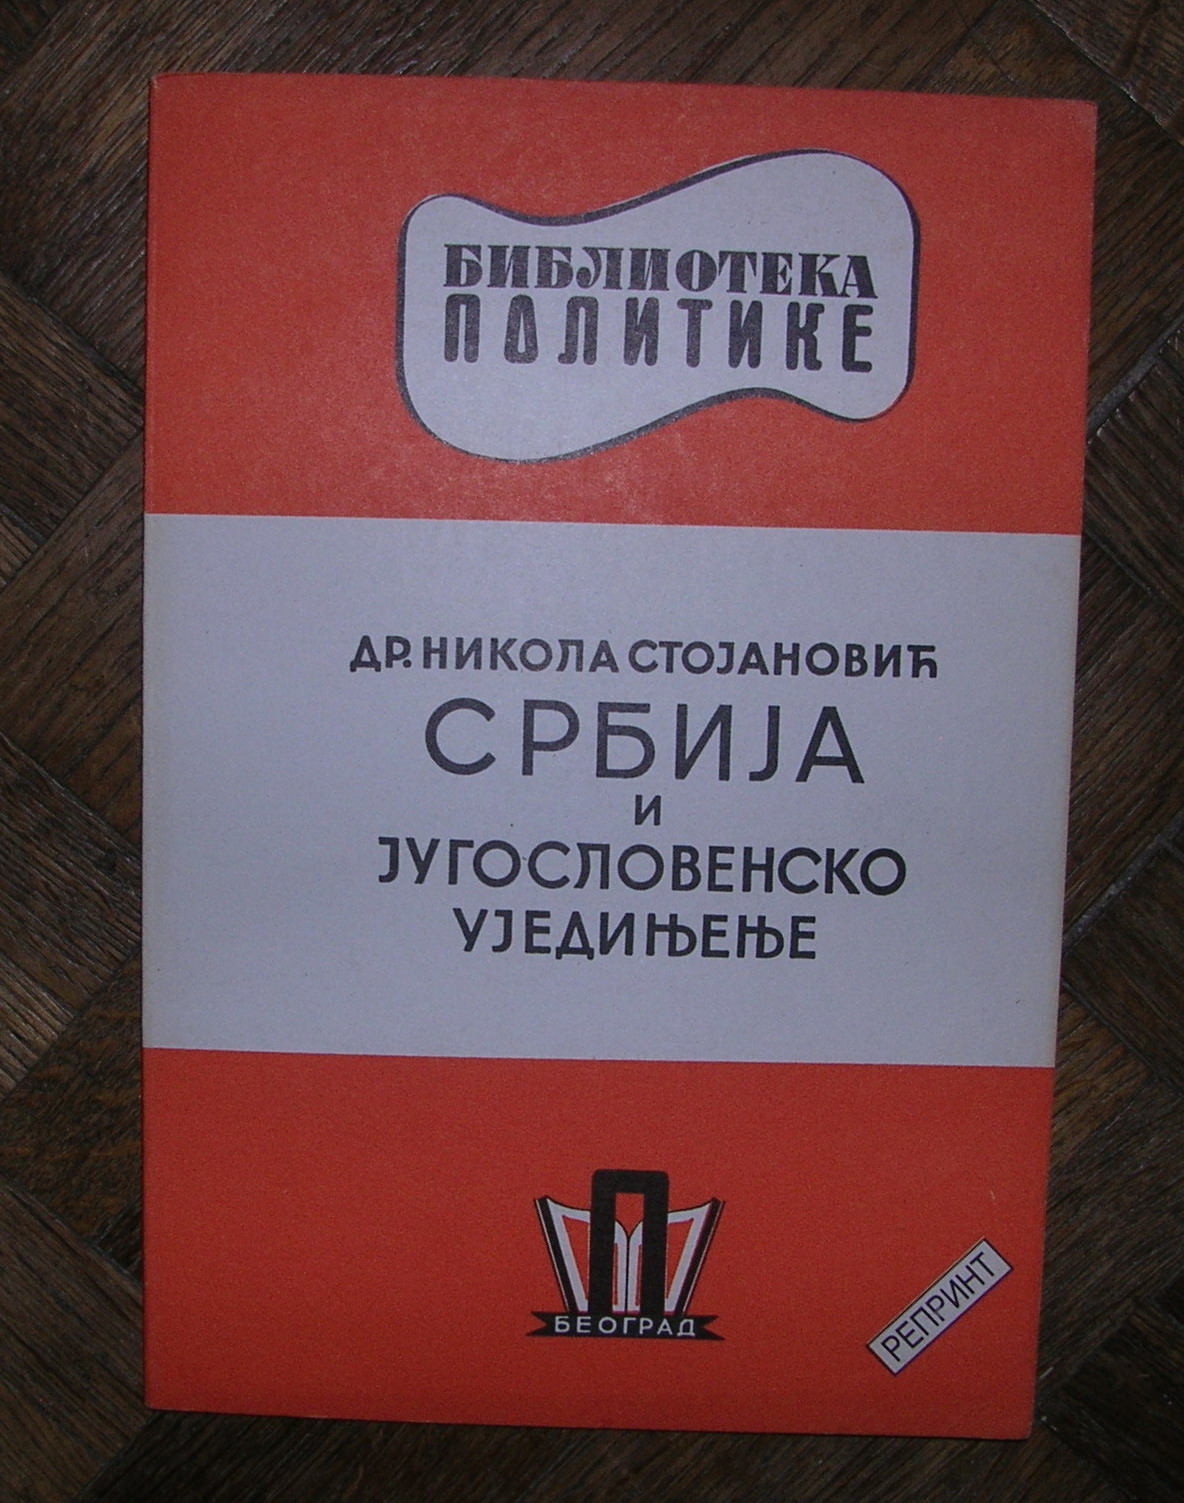 БИБЛИОТЕКА
ПОЛИТИКЕ
ДР. НИКОЛА СТОЈАНОВИЋ
СРБИЈА
И
ЈУГОСЛОВЕНСКО
УЈЕДИЊЕЊЕ
П
БЕОГРАД
РЕПРИНТ